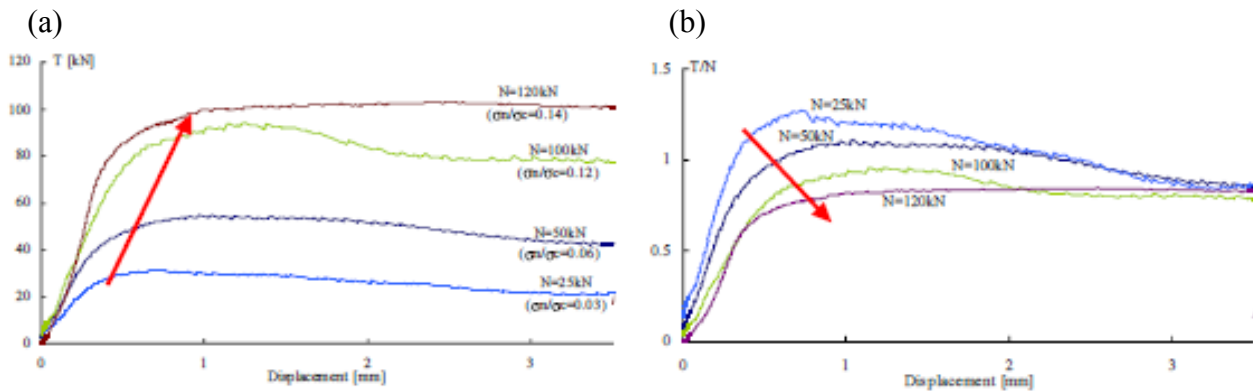 (a)
T [kN]
120
100
80
60
40
20
0
0
1
2
3
Displacement [mm]
N=120kN
(σn/σc=0.14)
N=100kN
(σn/σc=0.12)
N=50kN
(σn/σc=0.06)
N=25kN
(σn/σc=0.03)
(b)
T/N
1.5
1
0.5
0
0
1
2
3
Displacement [mm]
N=25kN
N=50kN
N=100kN
N=120kN